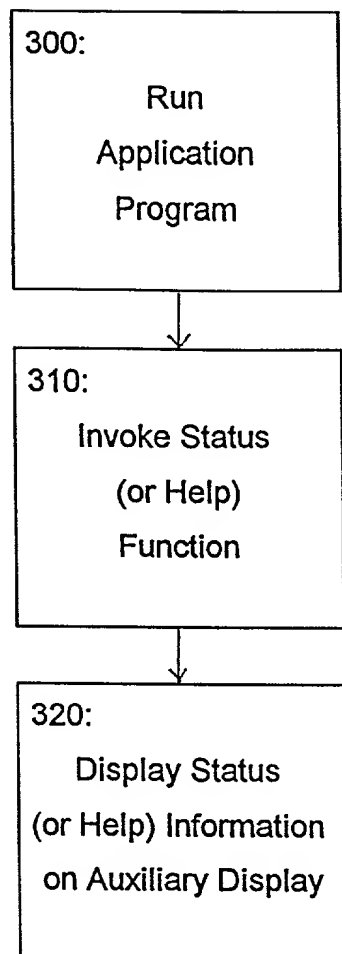 300:
Run
Application
Program
310:
Invoke Status
(or Help)
Function
320:
Display Status
(or Help) Information
on Auxiliary Display